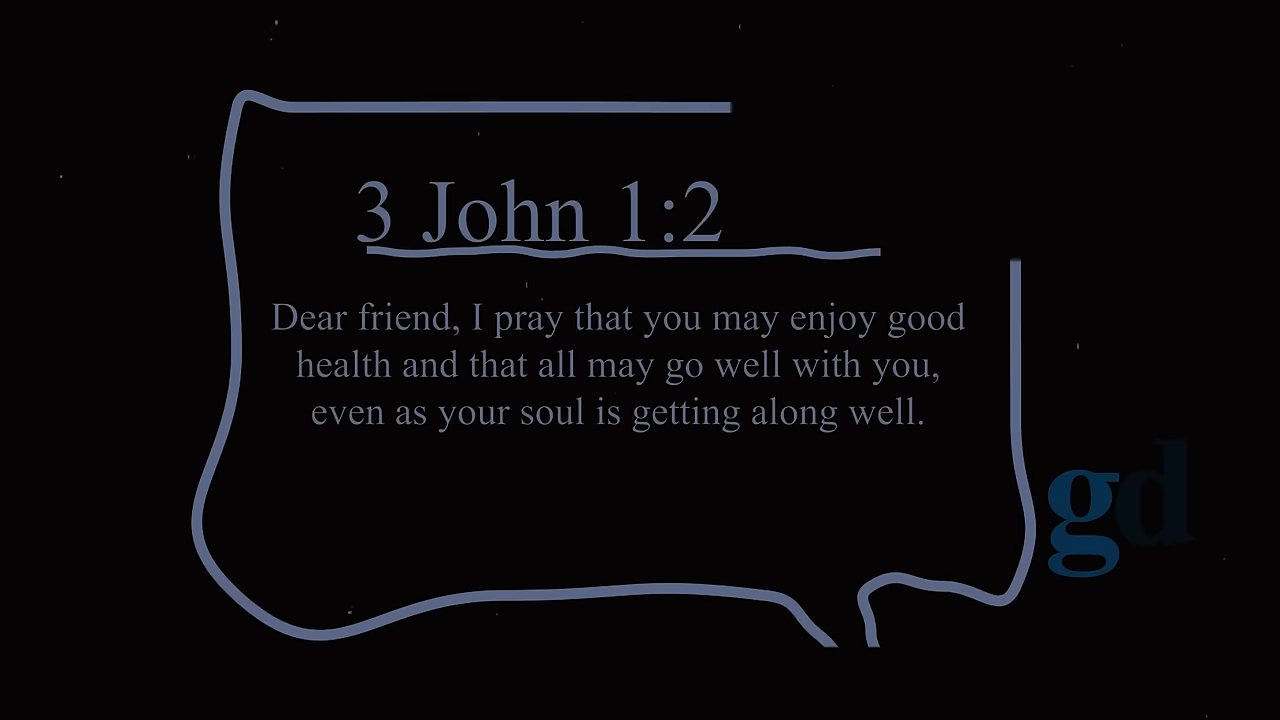 3 John 1:2
Dear friend, I pray that you may enjoy good
health and that all may go well with you,
even as your soul is getting along well.
gd